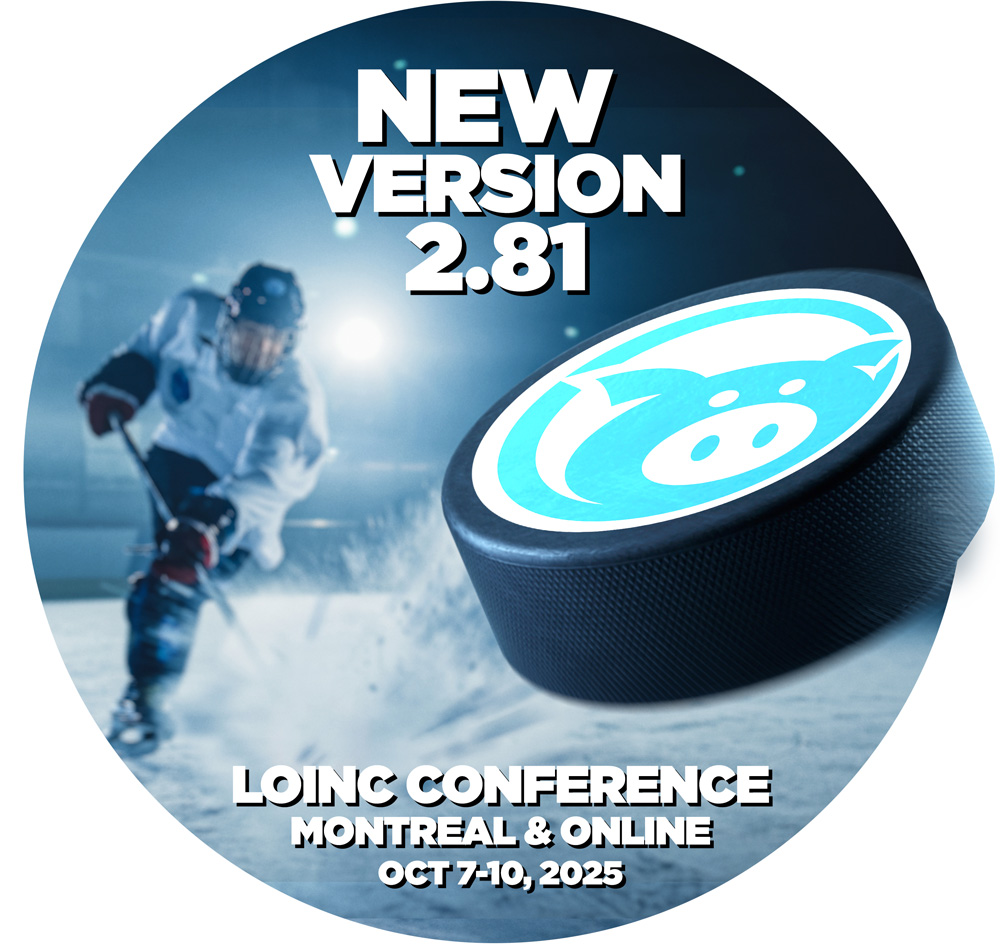 NEW
VERSION
2.81
LOINC CONFERENCE
MONTREAL & ONLINE
OCT 7-10, 2025